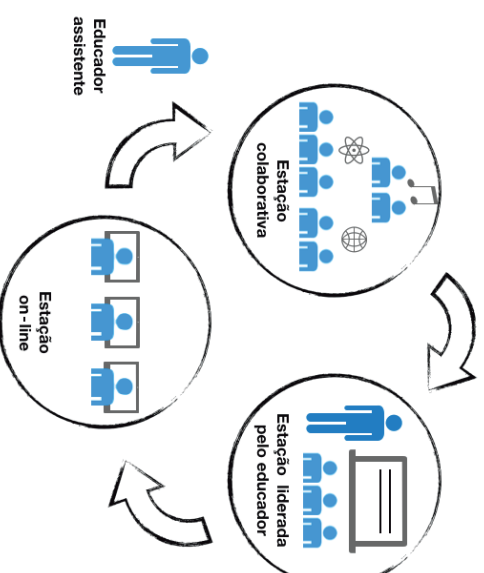 Educador
assistente
Estação
colaborativa
Estação liderada
pelo educador
Estação
on-line